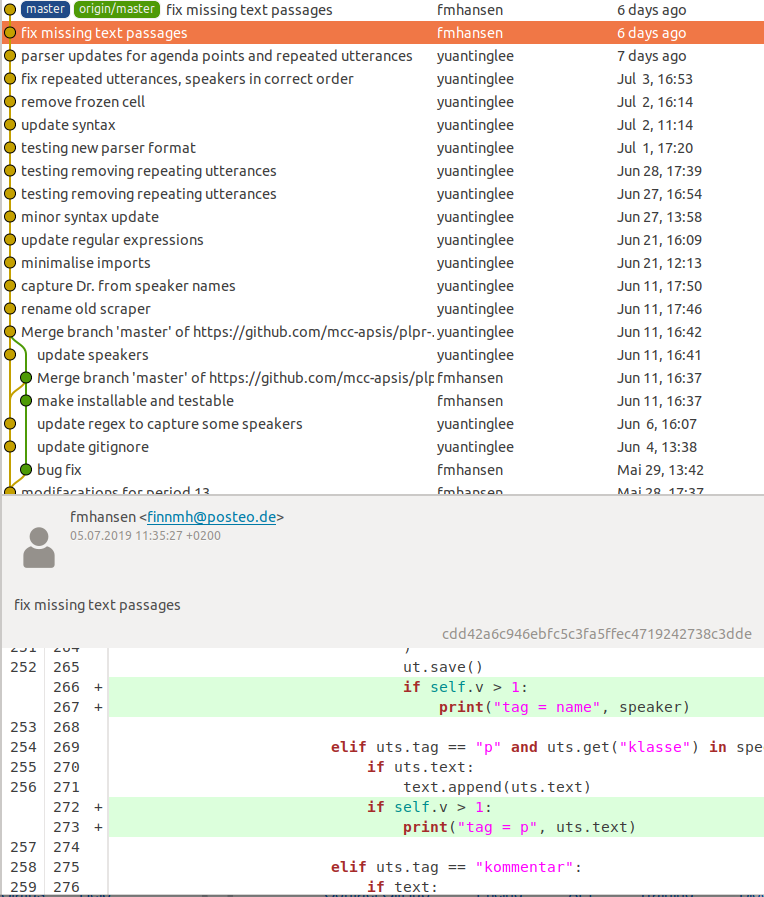 master origin/master fix missing text passages fmhansen 6 days ago
fix missing text passages fmhansen 6 days ago
parser updates for agenda points and repeated utterances yuantinglee 7 days ago
fix repeated utterances, speakers in correct order yuantinglee Jul 3, 16:53
remove frozen cell yuantinglee Jul 2, 16:14
update syntax yuantinglee Jul 2, 11:14
testing new parser format yuantinglee Jul 1, 17:20
testing removing repeating utterances yuantinglee Jun 28, 17:39
testing removing repeating utterances yuantinglee Jun 27, 16:54
minor syntax update yuantinglee Jun 27, 13:58
update regular expressions yuantinglee Jun 21, 16:09
minimalise imports yuantinglee Jun 21, 12:13
capture Dr. from speaker names yuantinglee Jun 11, 17:50
rename old scraper yuantinglee Jun 11, 17:46
Merge branch 'master' of https://github.com/mcc-apsis/plpr-. yuantinglee Jun 11, 16:42
update speakers yuantinglee Jun 11, 16:41
Merge branch 'master' of https://github.com/mcc-apsis/plp fmhansen Jun 11, 16:37
make installable and testable fmhansen Jun 11, 16:37
update regex to capture some speakers yuantinglee Jun 6, 16:07
update gitignore yuantinglee Jun 4, 13:38
bug fix fmhansen Mai 29, 13:42
modifacations for period 13 fmhansen Mai 28, 17:37
fmhansen <finnmh@posteo.de>
05.07.2019 11:35:27 +0200
fix missing text passages
cdd42a6c946ebfc5c3fa5ffec4719242738c3dde
251 264 )
252 265 ut.save()
266 + if self.v > 1:
267 + print("tag = name", speaker)
253 268
254 269 elif uts.tag == "p" and uts.get("klasse") in spe
255 270 if uts.text:
256 271 text.append(uts.text)
272 + if self.v > 1:
273 + print("tag = p", uts.text)
257 274
258 275 elif uts.tag == "kommentar":
259 276 if text: